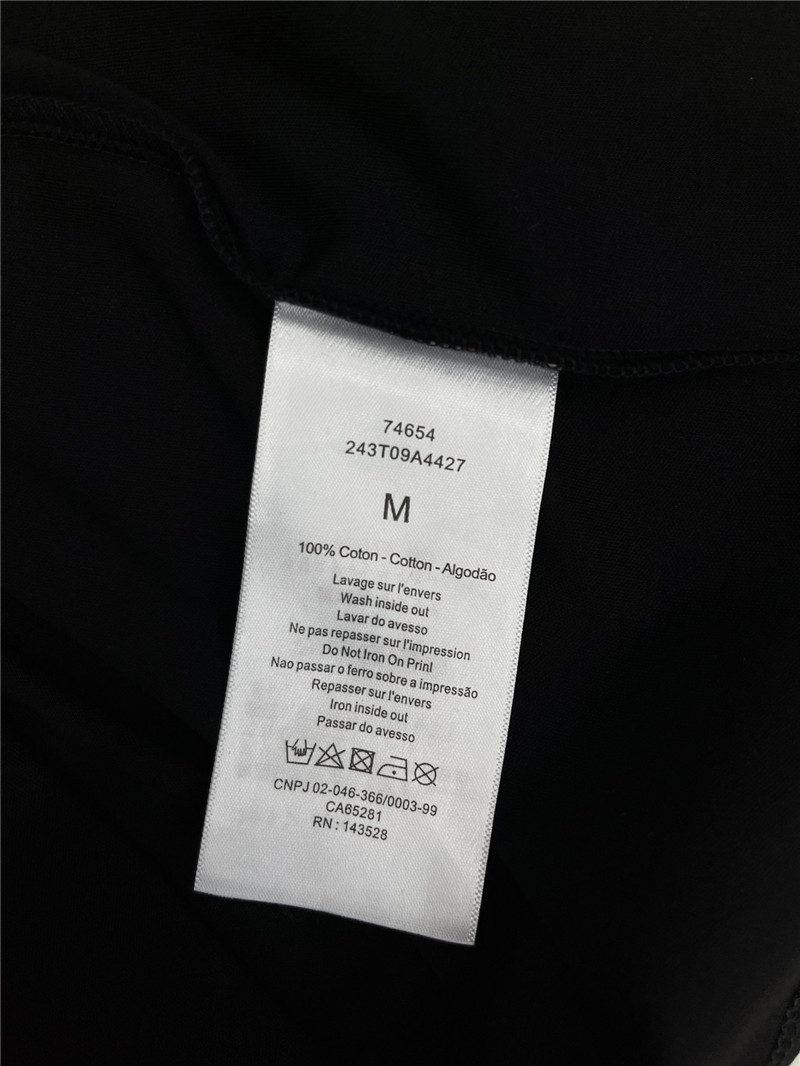 74654
243T09A4427
M
100% Coton - Cotton - Algodão
Lavage sur l'envers
Wash inside out
Lavar do avesso
Ne pas repasser sur l'impression
Do Not Iron On Prinl
Nao passar o ferro sobre a impressão
Repasser sur l'envers
Iron inside out
Passar do avesso
CNPJ 02-046-366/0003-99
CA65281
RN : 143528